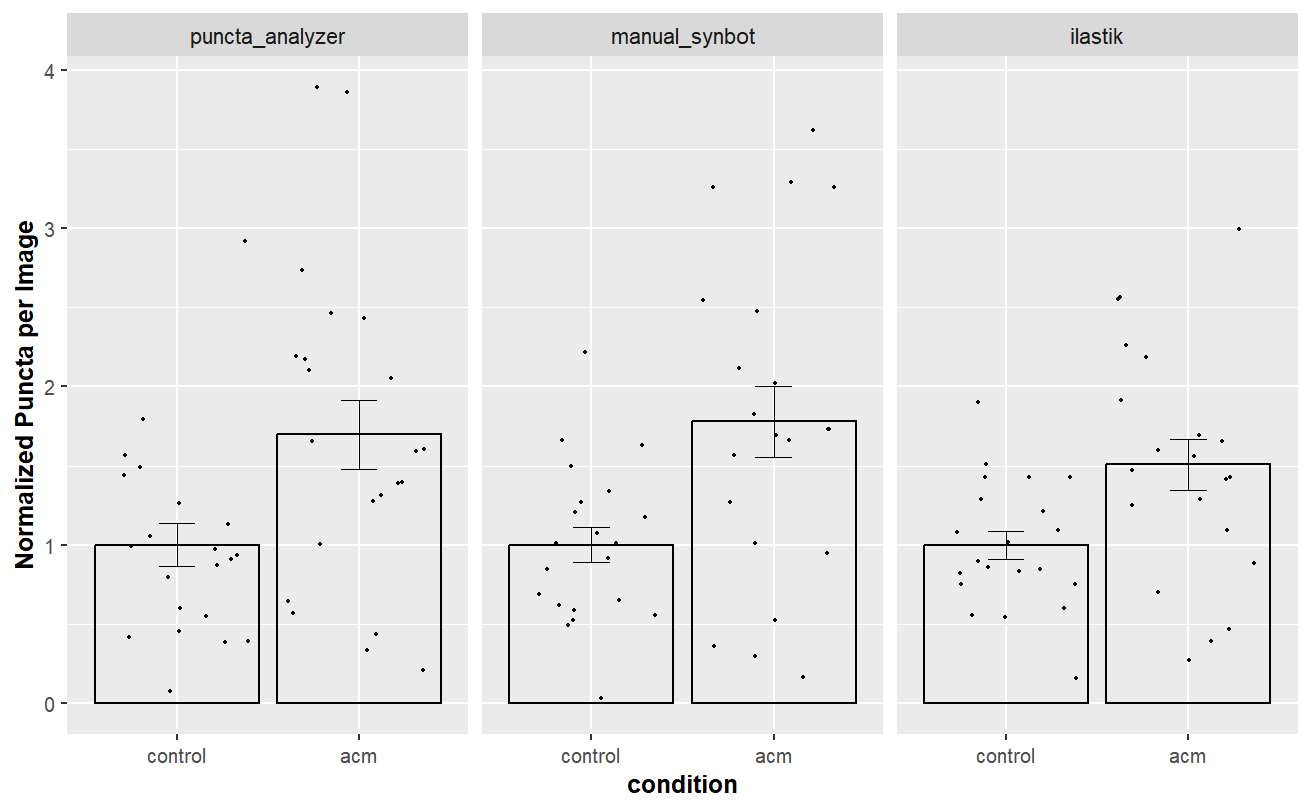 puncta_analyzer manual_synbot ilastik
Normalized Puncta per Image
4
3
2
1
0
control acm control acm control acm
condition